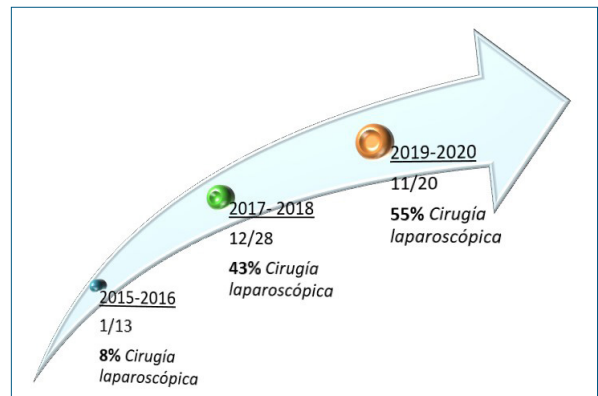 2015-2016
1/13
8% Cirugía
laparoscópica
2017- 2018
12/28
43% Cirugía
laparoscópica
2019-2020
11/20
55% Cirugía
laparoscópica